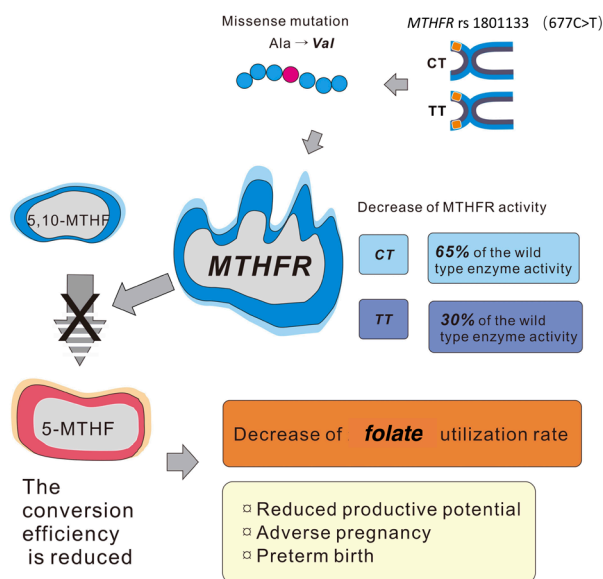 Missense mutation
Ala → Val
MTHFR rs 1801133 (677C>T)
CT
TT
5,10-MTHF
MTHFR
Decrease of MTHFR activity
CT
65% of the wild
type enzyme activity
TT
30% of the wild
type enzyme activity
X
5-MTHF
The
conversion
efficiency
is reduced
Decrease of folate utilization rate
¤ Reduced productive potential
¤ Adverse pregnancy
¤ Preterm birth